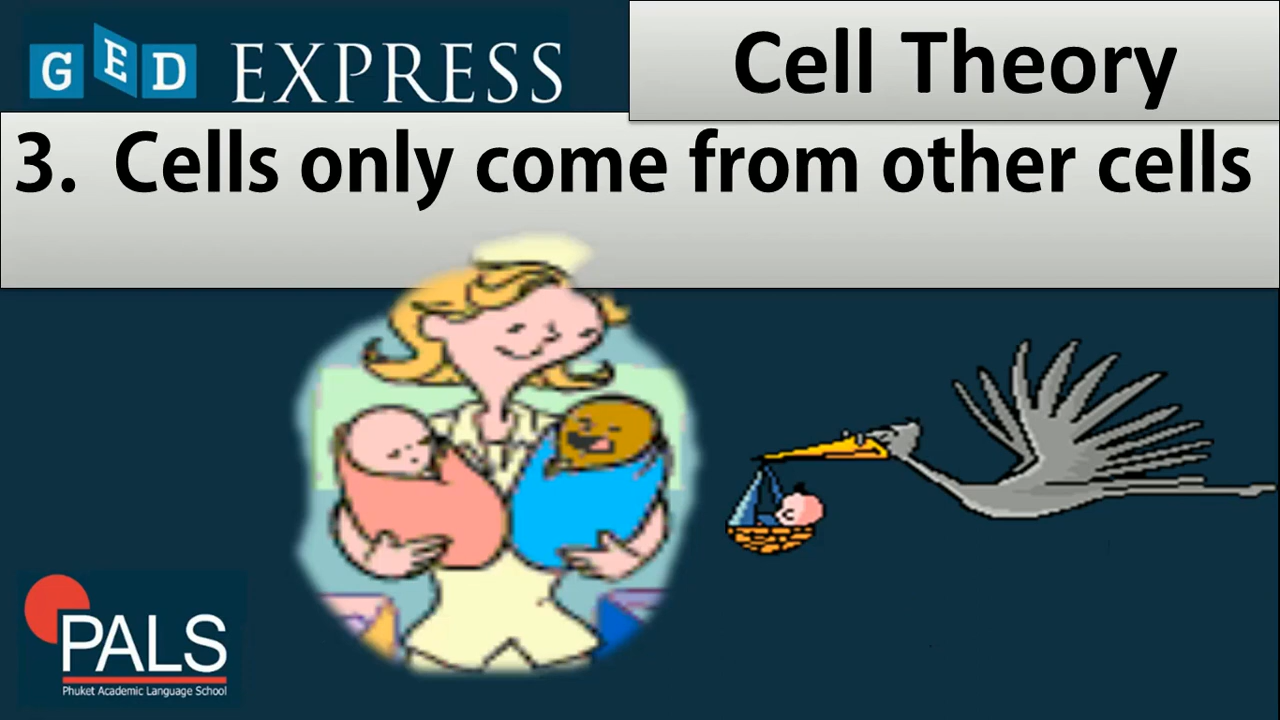 GED EXPRESS
Cell Theory
3. Cells only come from other cells
PALS
Phuket Academic Language School